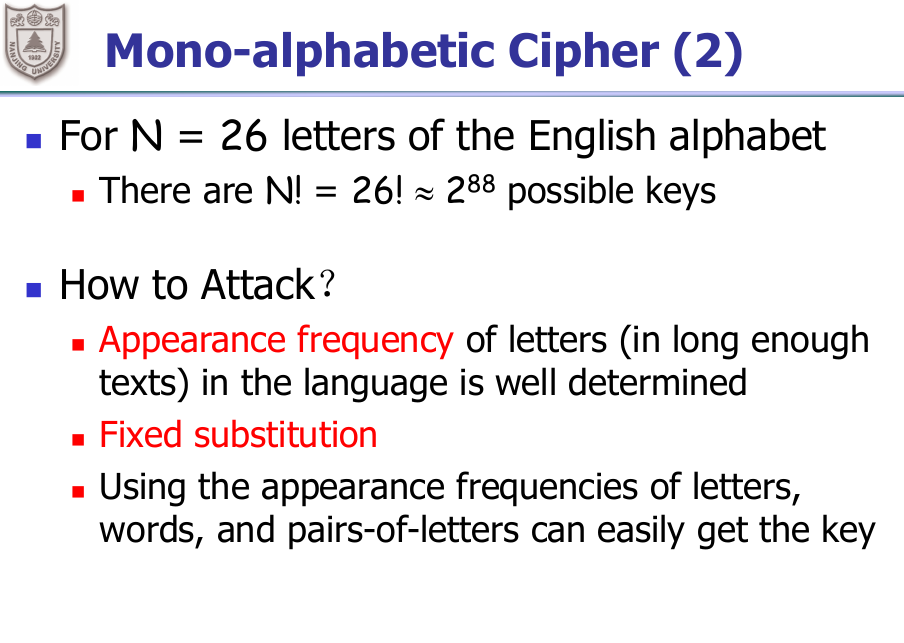 NANJING UNIVERSITY
1902
Mono-alphabetic Cipher (2)
For N = 26 letters of the English alphabet
There are N! = 26! ≈ 2⁸⁸ possible keys
How to Attack？
Appearance frequency of letters (in long enough
texts) in the language is well determined
Fixed substitution
Using the appearance frequencies of letters,
words, and pairs-of-letters can easily get the key